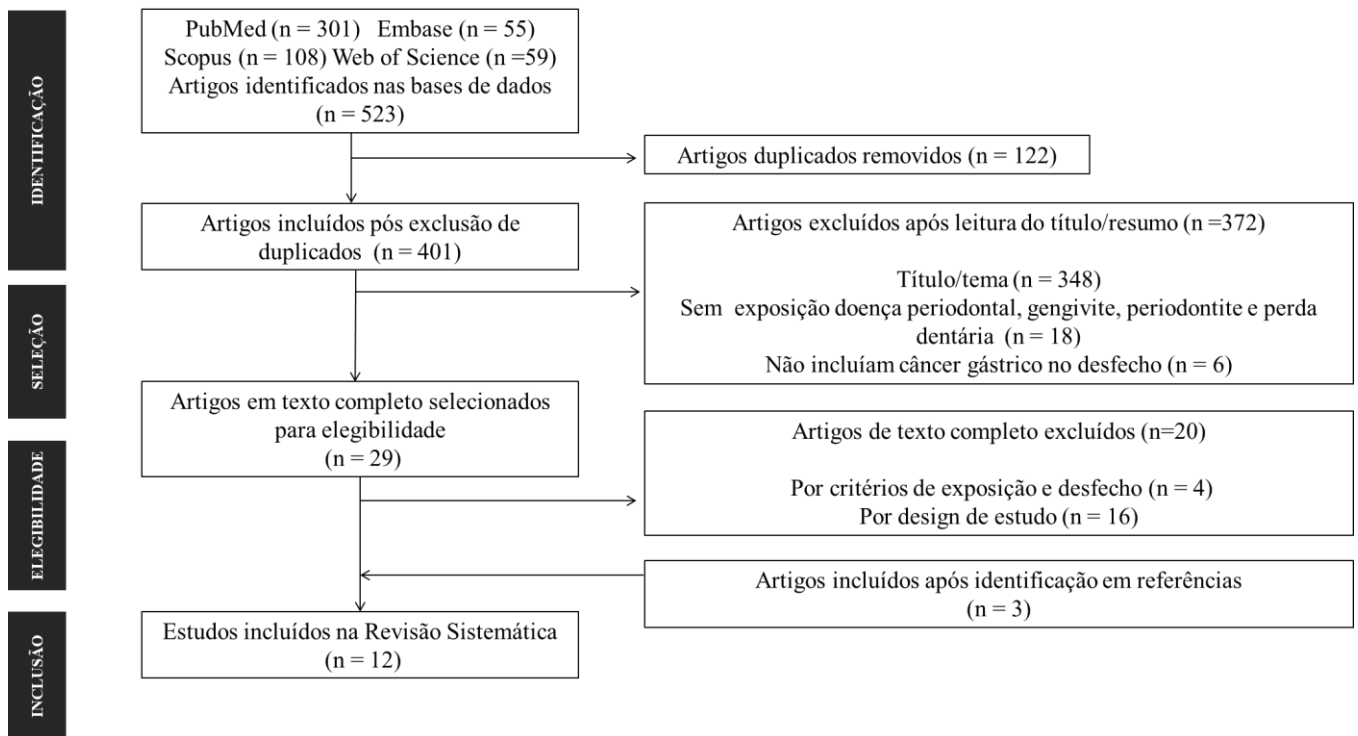 IDENTIFICAÇÃO
PubMed (n = 301) Embase (n = 55)
Scopus (n = 108) Web of Science (n =59)
Artigos identificados nas bases de dados
(n = 523)
Artigos duplicados removidos (n = 122)
Artigos incluídos pós exclusão de
duplicados (n = 401)
SELEÇÃO
Artigos excluídos após leitura do título/resumo (n =372)
Título/tema (n = 348)
Sem exposição doença periodontal, gengivite, periodontite e perda
dentária (n = 18)
Não incluíam câncer gástrico no desfecho (n = 6)
Artigos em texto completo selecionados
para elegibilidade
(n = 29)
ELEGIBILIDADE
Artigos de texto completo excluídos (n=20)
Por critérios de exposição e desfecho (n = 4)
Por design de estudo (n = 16)
Artigos incluídos após identificação em referências
(n = 3)
INCLUSÃO
Estudos incluídos na Revisão Sistemática
(n = 12)